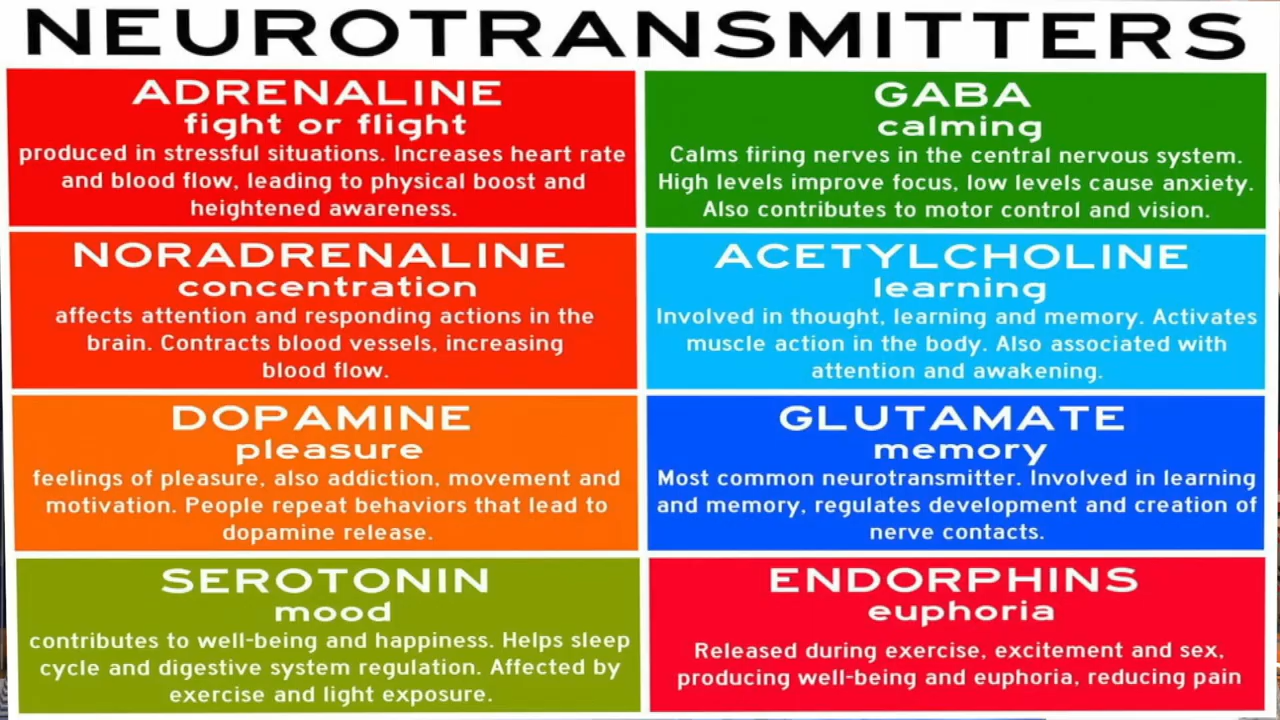 NEUROTRANSMITTERS
ADRENALINE
fight or flight
produced in stressful situations. Increases heart rate
and blood flow, leading to physical boost and
heightened awareness.
GABA
calming
Calms firing nerves in the central nervous system.
High levels improve focus, low levels cause anxiety.
Also contributes to motor control and vision.
NORADRENALINE
concentration
affects attention and responding actions in the
brain. Contracts blood vessels, increasing
blood flow.
ACETYLCHOLINE
learning
Involved in thought, learning and memory. Activates
muscle action in the body. Also associated with
attention and awakening.
DOPAMINE
pleasure
feelings of pleasure, also addiction, movement and
motivation. People repeat behaviors that lead to
dopamine release.
GLUTAMATE
memory
Most common neurotransmitter. Involved in learning
and memory, regulates development and creation of
nerve contacts.
SEROTONIN
mood
contributes to well-being and happiness. Helps sleep
cycle and digestive system regulation. Affected by
exercise and light exposure.
ENDORPHINS
euphoria
Released during exercise, excitement and sex,
producing well-being and euphoria, reducing pain